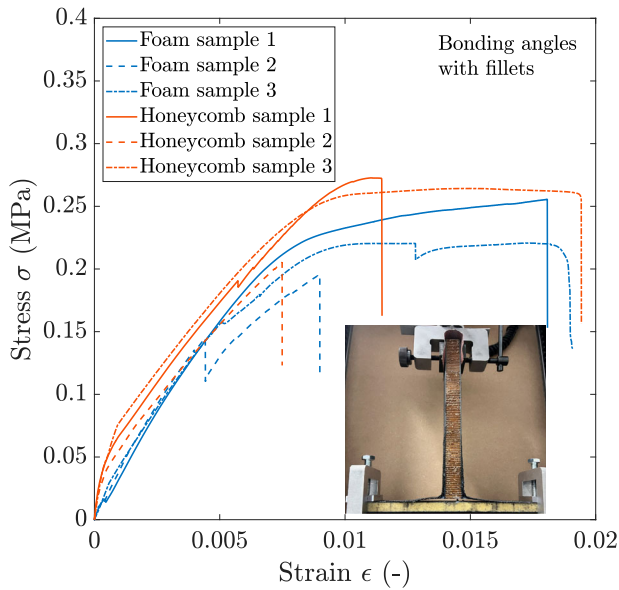 0.4
0.35
0.3
0.25
0.2
0.15
0.1
0.05
0
Stress σ (MPa)
Foam sample 1
Foam sample 2
Foam sample 3
Honeycomb sample 1
Honeycomb sample 2
Honeycomb sample 3
Bonding angles
with fillets
0
0.005
0.01
0.015
0.02
Strain ϵ (-)